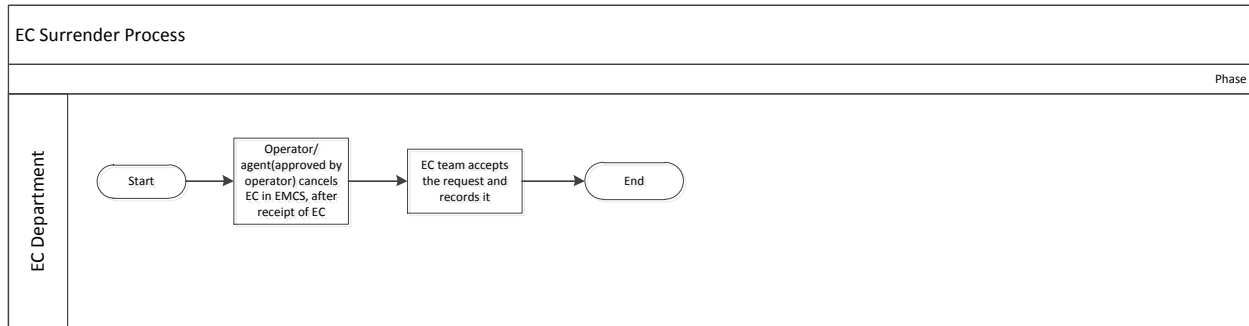 EC Surrender Process
Phase
EC Department
Start
Operator/
agent(approved by
operator) cancels
EC in EMCS, after
receipt of EC
EC team accepts
the request and
records it
End